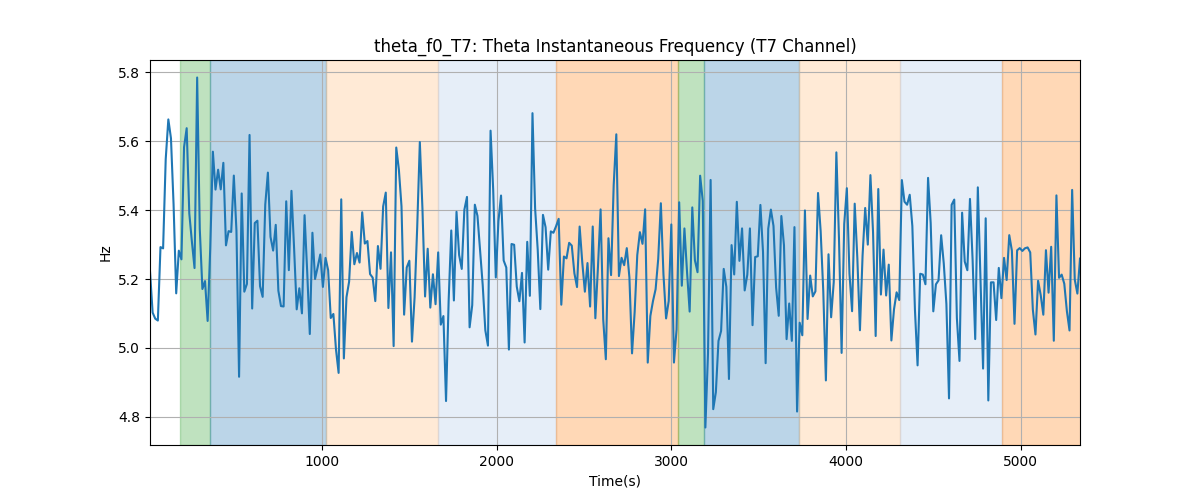 theta_f0_T7: Theta Instantaneous Frequency (T7 Channel)
5.8
5.6
5.4
5.2
5.0
4.8
Hz
1000 2000 3000 4000 5000
Time(s)